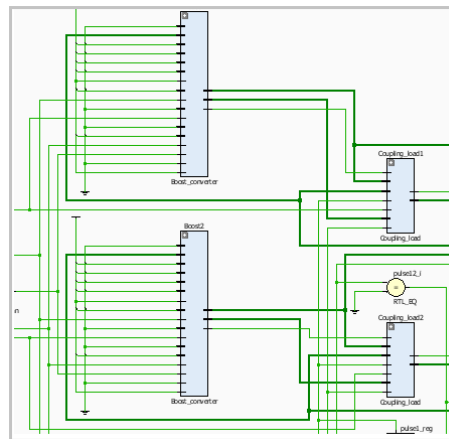 Coupling_load1
Boost_converter
Boost2
Coupling_load
pulse12_i
=
RTL_EQ
n
Coupling_load2
Boost_converter
Coupling_load
pulse1_reg